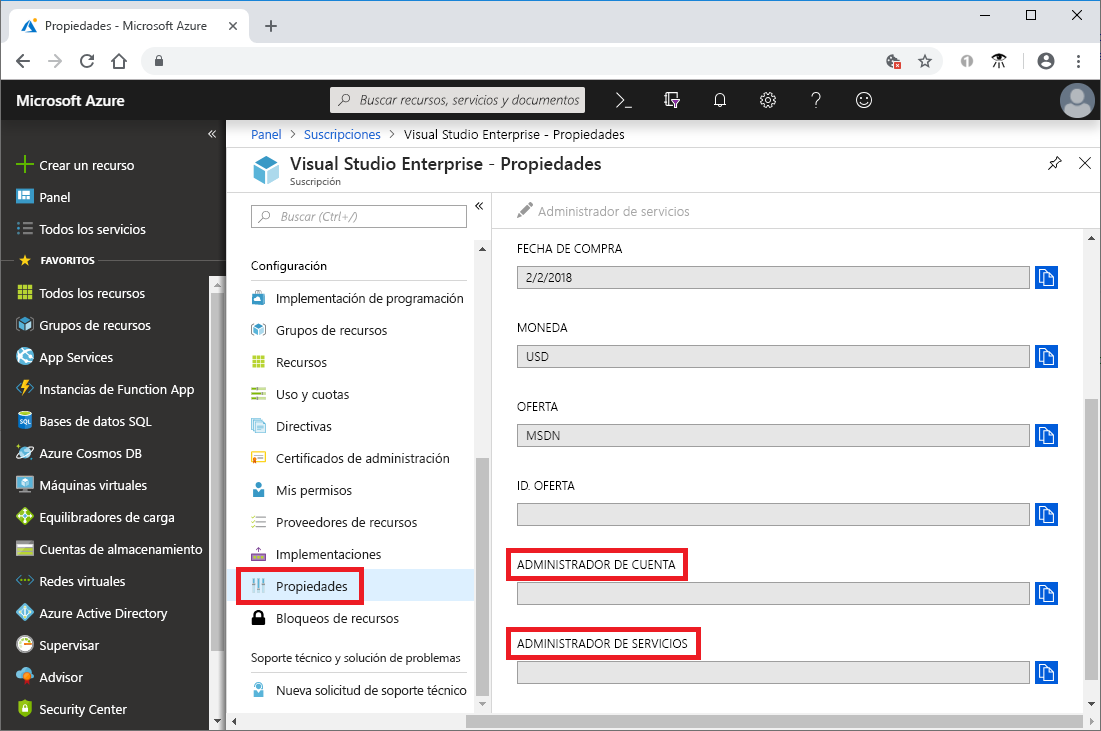 Propiedades - Microsoft Azure
Microsoft Azure
Buscar recursos, servicios y documentos
Panel > Suscripciones > Visual Studio Enterprise - Propiedades
Visual Studio Enterprise - Propiedades
Suscripción
Crear un recurso
Panel
Todos los servicios
FAVORITOS
Todos los recursos
Grupos de recursos
App Services
Instancias de Function App
Bases de datos SQL
Azure Cosmos DB
Máquinas virtuales
Equilibradores de carga
Cuentas de almacenamiento
Redes virtuales
Azure Active Directory
Supervisar
Advisor
Security Center
Buscar (Ctrl+/)
Configuración
Implementación de programación
Grupos de recursos
Recursos
Uso y cuotas
Directivas
Certificados de administración
Mis permisos
Proveedores de recursos
Implementaciones
Propiedades
Bloqueos de recursos
Soporte técnico y solución de problemas
Nueva solicitud de soporte técnico
Administrador de servicios
FECHA DE COMPRA
2/2/2018
MONEDA
USD
OFERTA
MSDN
ID. OFERTA
ADMINISTRADOR DE CUENTA
ADMINISTRADOR DE SERVICIOS